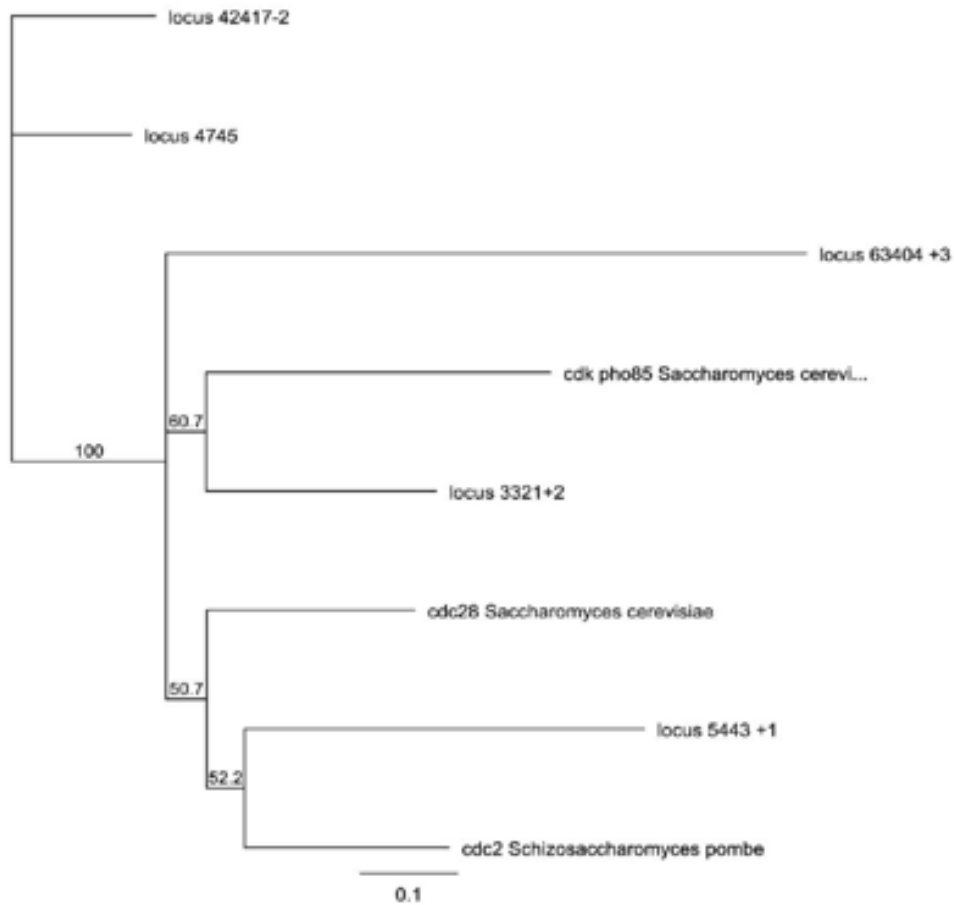 locus 42417-2
locus 4745
locus 63404 +3
cdk pho85 Saccharomyces cerevi...
60.7
100
locus 3321+2
cdc28 Saccharomyces cerevisiae
50.7
locus 5443 +1
52.2
cdc2 Schizosaccharomyces pombe
0.1